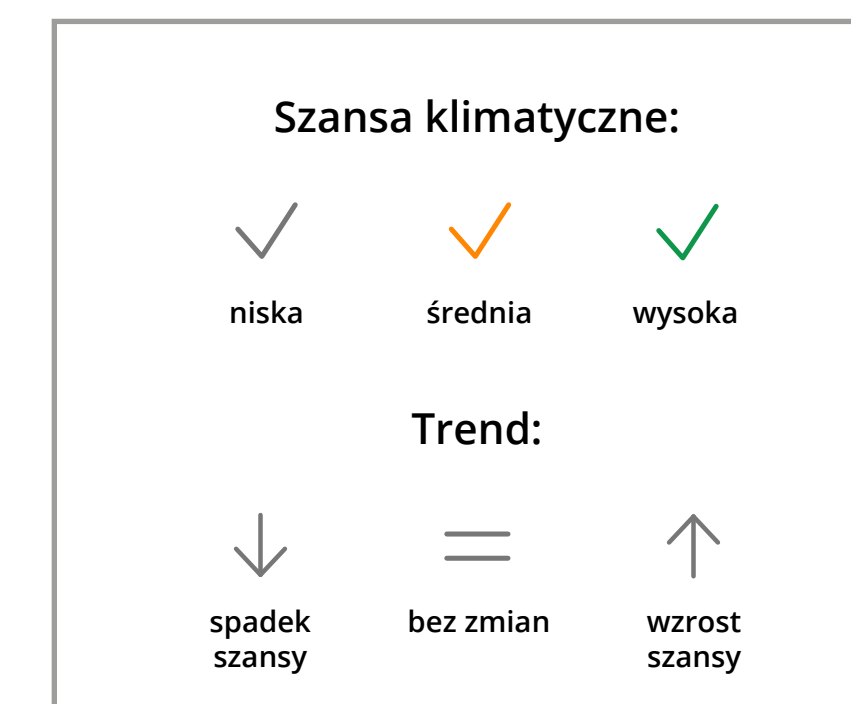 Szansa klimatyczne:
niska średnia wysoka
Trend:
spadek szansy
bez zmian
wzrost szansy